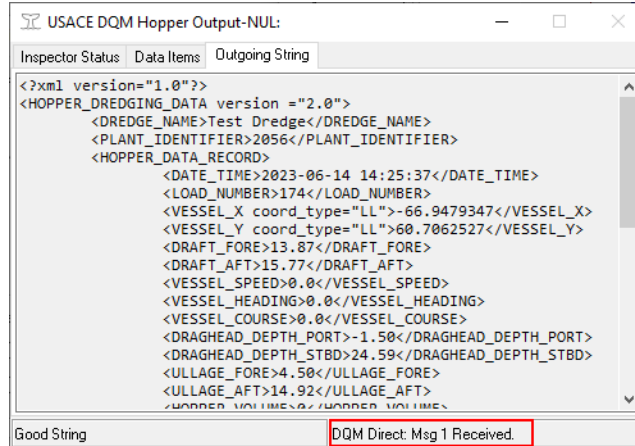 USACE DQM Hopper Output-NUL:
Inspector Status Data Items Outgoing String
<?xml version="1.0"?>
<HOPPER_DREDGING_DATA version ="2.0">
<DREDGE_NAME>Test Dredge</DREDGE_NAME>
<PLANT_IDENTIFIER>2056</PLANT_IDENTIFIER>
<HOPPER_DATA_RECORD>
<DATE_TIME>2023-06-14 14:25:37</DATE_TIME>
<LOAD_NUMBER>174</LOAD_NUMBER>
<VESSEL_X coord_type="LL">-66.9479347</VESSEL_X>
<VESSEL_Y coord_type="LL">60.7062527</VESSEL_Y>
<DRAFT_FORE>13.87</DRAFT_FORE>
<DRAFT_AFT>15.77</DRAFT_AFT>
<VESSEL_SPEED>0.0</VESSEL_SPEED>
<VESSEL_HEADING>0.0</VESSEL_HEADING>
<VESSEL_COURSE>0.0</VESSEL_COURSE>
<DRAGHEAD_DEPTH_PORT>-1.50</DRAGHEAD_DEPTH_PORT>
<DRAGHEAD_DEPTH_STBD>24.59</DRAGHEAD_DEPTH_STBD>
<ULLAGE_FORE>4.50</ULLAGE_FORE>
<ULLAGE_AFT>14.92</ULLAGE_AFT>
<HOPPER_VOLUME>0</HOPPER_VOLUME>
Good String
DQM Direct: Msg 1 Received.